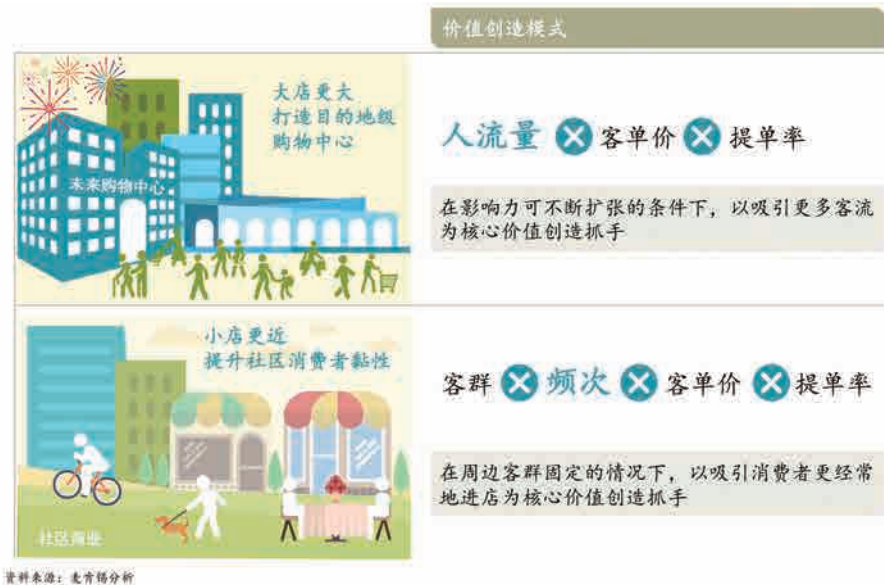 价值创造模式
大店更大
打造目的地级
购物中心
未来购物中心
人流量 × 客单价 × 提单率
在影响力可不断扩张的条件下，以吸引更多客流
为核心价值创造抓手
小店更近
提升社区消费者黏性
社区商业
客群 × 频次 × 客单价 × 提单率
在周边客群固定的情况下，以吸引消费者更经常
地进店为核心价值创造抓手
资料来源：麦肯锡分析